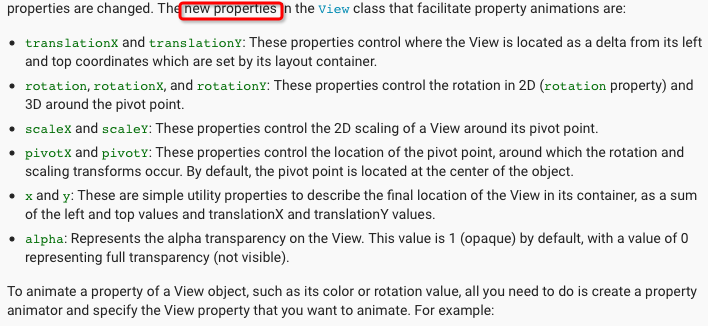 properties are changed. The new properties in the View class that facilitate property animations are:
• translationX and translationY: These properties control where the View is located as a delta from its left
and top coordinates which are set by its layout container.
• rotation, rotationX, and rotationY: These properties control the rotation in 2D (rotation property) and
3D around the pivot point.
• scaleX and scaleY: These properties control the 2D scaling of a View around its pivot point.
• pivotX and pivotY: These properties control the location of the pivot point, around which the rotation and
scaling transforms occur. By default, the pivot point is located at the center of the object.
• x and y: These are simple utility properties to describe the final location of the View in its container, as a sum
of the left and top values and translationX and translationY values.
• alpha: Represents the alpha transparency on the View. This value is 1 (opaque) by default, with a value of 0
representing full transparency (not visible).
To animate a property of a View object, such as its color or rotation value, all you need to do is create a property
animator and specify the View property that you want to animate. For example: